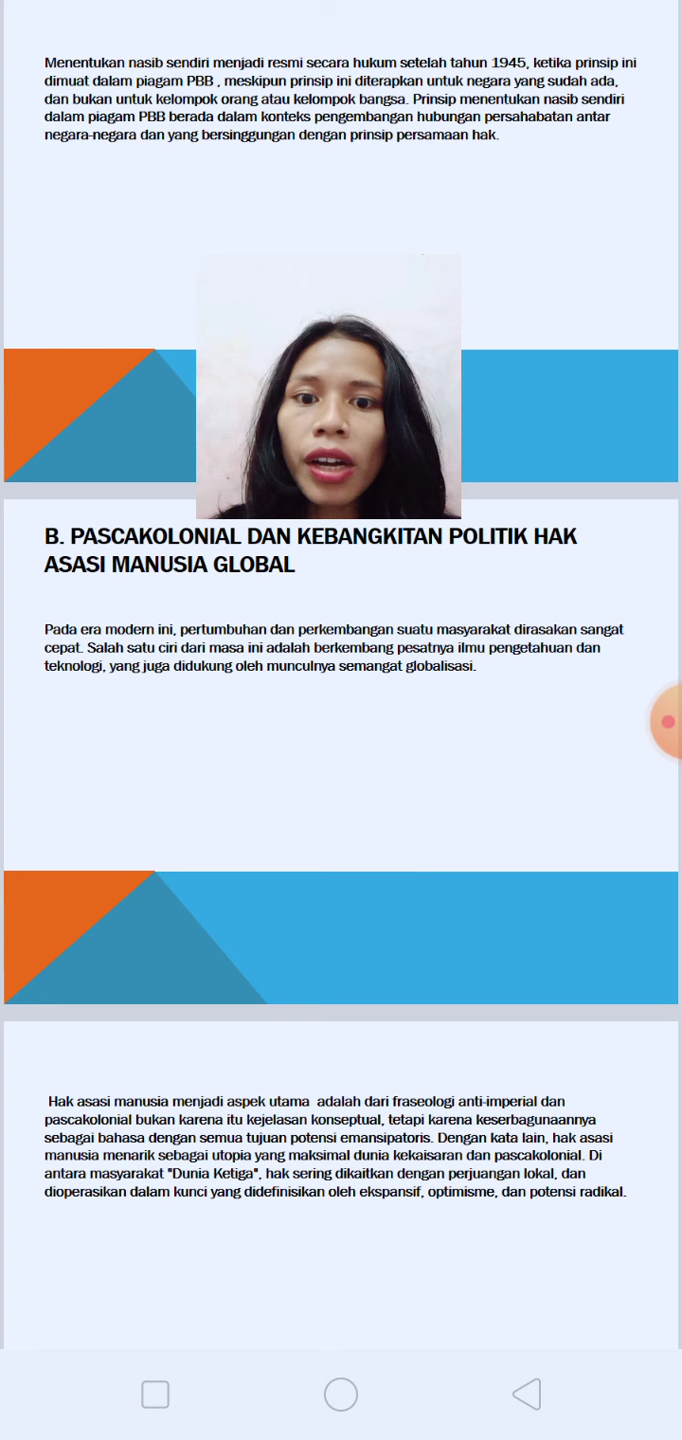 Menentukan nasib sendiri menjadi resmi secara hukum setelah tahun 1945, ketika prinsip ini
dimuat dalam piagam PBB , meskipun prinsip ini diterapkan untuk negara yang sudah ada,
dan bukan untuk kelompok orang atau kelompok bangsa. Prinsip menentukan nasib sendiri
dalam piagam PBB berada dalam konteks pengembangan hubungan persahabatan antar
negara-negara dan yang bersinggungan dengan prinsip persamaan hak.
B. PASCAKOLONIAL DAN KEBANGKITAN POLITIK HAK
ASASI MANUSIA GLOBAL
Pada era modern ini, pertumbuhan dan perkembangan suatu masyarakat dirasakan sangat
cepat. Salah satu ciri dari masa ini adalah berkembang pesatnya ilmu pengetahuan dan
teknologi, yang juga didukung oleh munculnya semangat globalisasi.
Hak asasi manusia menjadi aspek utama adalah dari fraseologi anti-imperial dan
pascakolonial bukan karena itu kejelasan konseptual, tetapi karena keserbagunaannya
sebagai bahasa dengan semua tujuan potensi emansipatoris. Dengan kata lain, hak asasi
manusia menarik sebagai utopia yang maksimal dunia kekaisaran dan pascakolonial. Di
antara masyarakat "Dunia Ketiga", hak sering dikaitkan dengan perjuangan lokal, dan
dioperasikan dalam kunci yang didefinisikan oleh ekspansif, optimisme, dan potensi radikal.